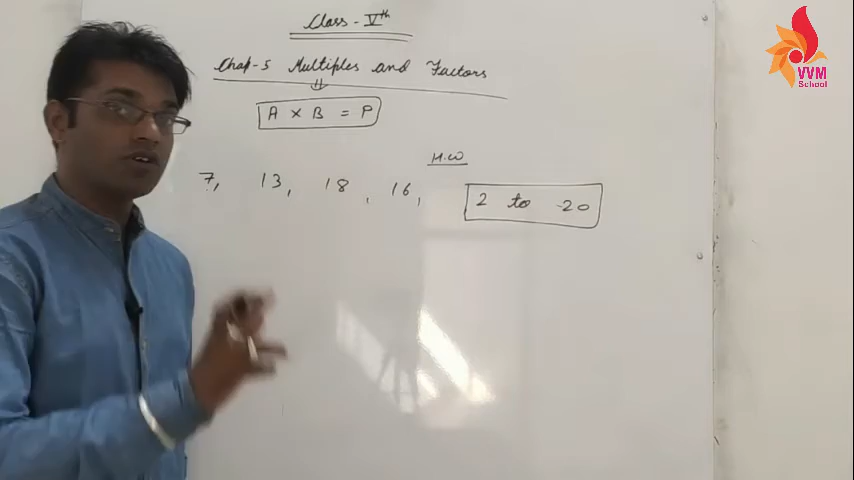 Class - Vth
Chap-5 Multiples and Factors
A × B = P
H.W
7, 13, 18, 16,
2 to 20
VVM
School